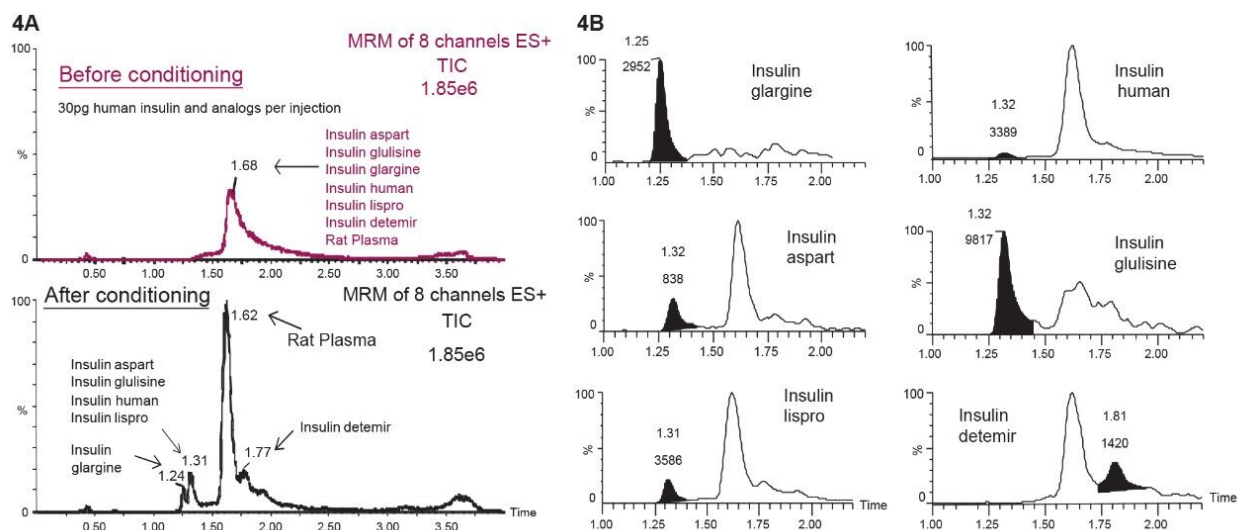 4A
MRM of 8 channels ES+
TIC
1.85e6
Before conditioning
30pg human insulin and analogs per injection
100
%
0
1.68
Insulin aspart
Insulin glulisine
Insulin glargine
Insulin human
Insulin lispro
Insulin detemir
Rat Plasma
0.50 1.00 1.50 2.00 2.50 3.00 3.50
After conditioning
MRM of 8 channels ES+
TIC
1.85e6
100
%
0
1.62
Rat Plasma
Insulin aspart
Insulin glulisine
Insulin human
Insulin lispro
Insulin
glargine
1.24
1.31
1.77
Insulin detemir
0.50 1.00 1.50 2.00 2.50 3.00 3.50
Time
4B
1.25
2952
100
%
0
Insulin
glargine
1.00 1.25 1.50 1.75 2.00
100
%
0
1.32
3389
Insulin
human
1.00 1.25 1.50 1.75 2.00
100
%
0
1.32
838
Insulin
aspart
1.00 1.25 1.50 1.75 2.00
1.32
9817
100
%
0
Insulin
glulisine
1.00 1.25 1.50 1.75 2.00
100
%
0
1.31
3586
Insulin
lispro
1.00 1.25 1.50 1.75 2.00
Time
100
%
0
Insulin
detemir
1.81
1420
1.00 1.25 1.50 1.75 2.00
Time